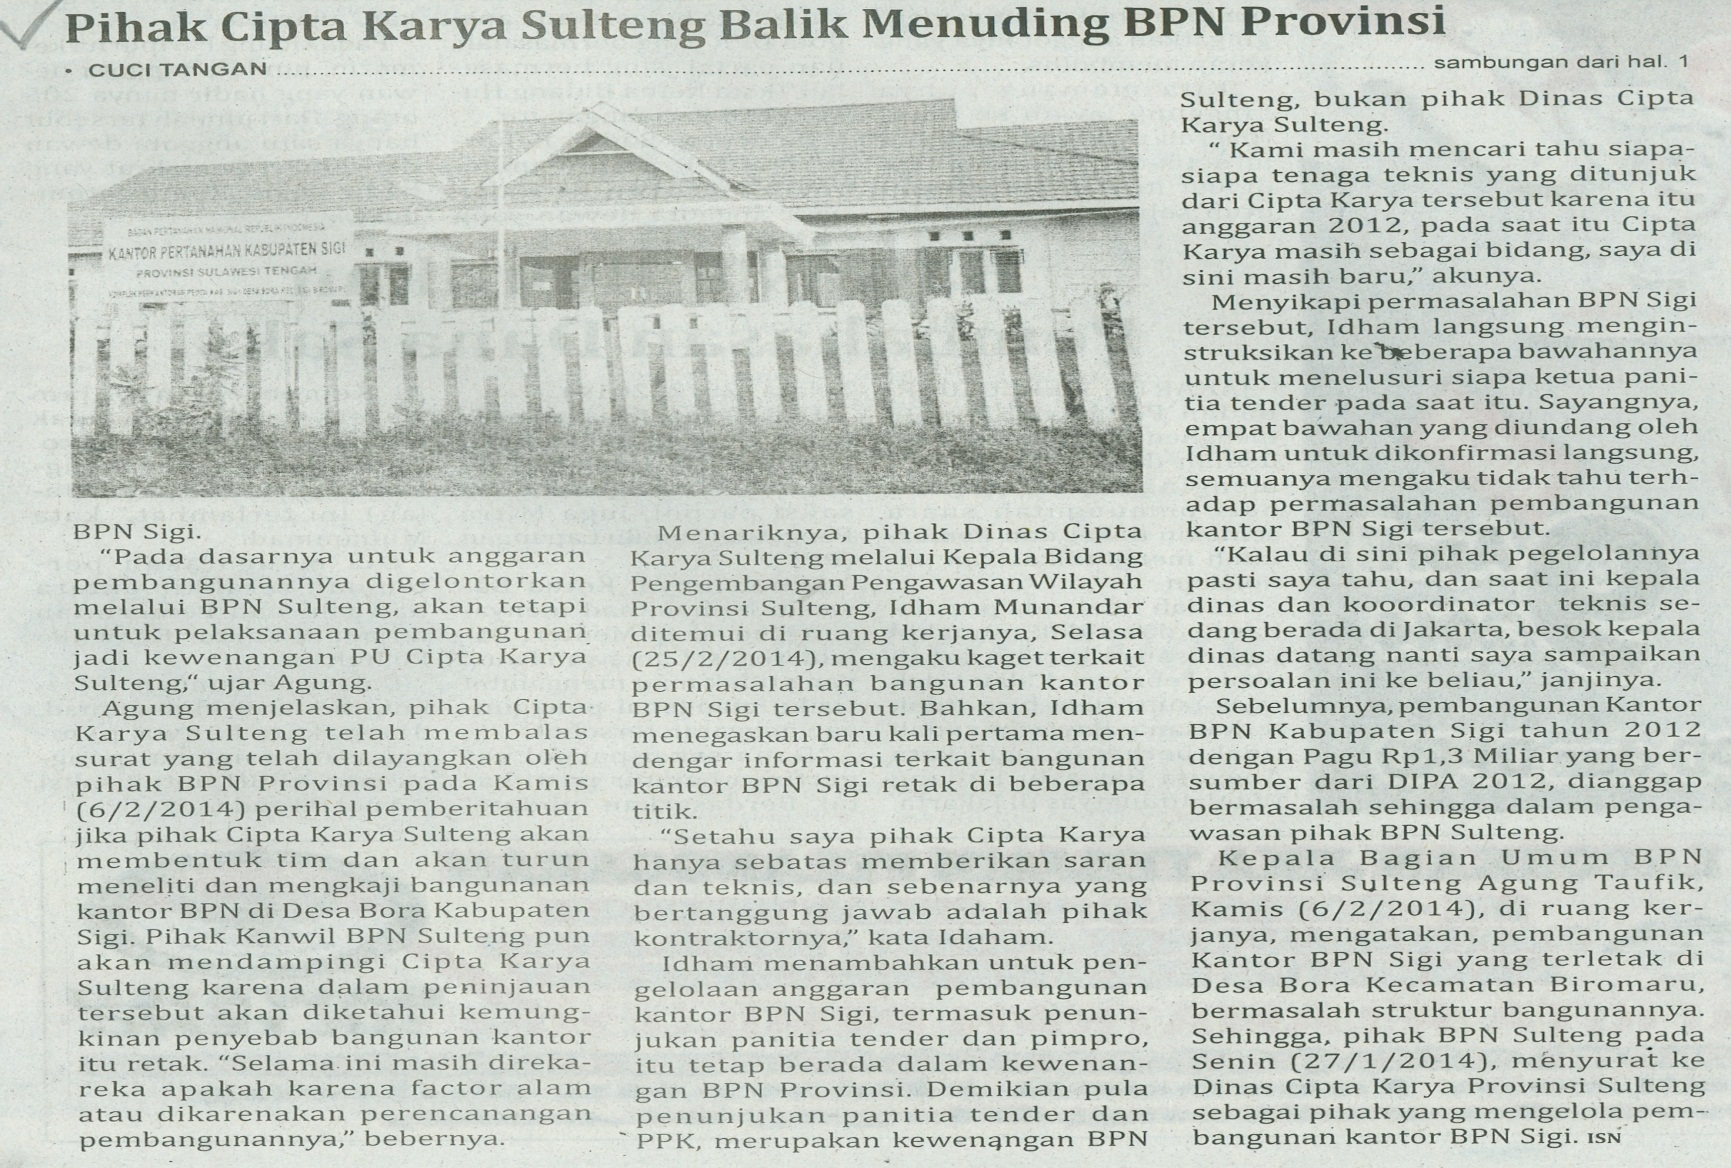 Pihak Cipta Karya Sulteng Balik Menuding BPN Provinsi
• CUCI TANGAN ........ sambungan dari hal. 1
BADAN PERTANAHAN NASIONAL REPUBLIK INDONESIA
KANTOR PERTANAHAN KABUPATEN SIGI
PROVINSI SULAWESI TENGAH
BPN Sigi.
“Pada dasarnya untuk anggaran
pembangunannya digelontorkan
melalui BPN Sulteng, akan tetapi
untuk pelaksanaan pembangunan
jadi kewenangan PU Cipta Karya
Sulteng,“ ujar Agung.
Agung menjelaskan, pihak Cipta
Karya Sulteng telah membalas
surat yang telah dilayangkan oleh
pihak BPN Provinsi pada Kamis
(6/2/2014) perihal pemberitahuan
jika pihak Cipta Karya Sulteng akan
membentuk tim dan akan turun
meneliti dan mengkaji bangunanan
kantor BPN di Desa Bora Kabupaten
Sigi. Pihak Kanwil BPN Sulteng pun
akan mendampingi Cipta Karya
Sulteng karena dalam peninjauan
tersebut akan diketahui kemung-
kinan penyebab bangunan kantor
itu retak. “Selama ini masih direka-
reka apakah karena factor alam
atau dikarenakan perencanangan
pembangunannya,” bebernya.
Menariknya, pihak Dinas Cipta
Karya Sulteng melalui Kepala Bidang
Pengembangan Pengawasan Wilayah
Provinsi Sulteng, Idham Munandar
ditemui di ruang kerjanya, Selasa
(25/2/2014), mengaku kaget terkait
permasalahan bangunan kantor
BPN Sigi tersebut. Bahkan, Idham
menegaskan baru kali pertama men-
dengar informasi terkait bangunan
kantor BPN Sigi retak di beberapa
titik.
“Setahu saya pihak Cipta Karya
hanya sebatas memberikan saran
dan teknis, dan sebenarnya yang
bertanggung jawab adalah pihak
kontraktornya,” kata Idaham.
Idham menambahkan untuk pen-
gelolaan anggaran pembangunan
kantor BPN Sigi, termasuk penun-
jukan panitia tender dan pimpro,
itu tetap berada dalam kewenan-
gan BPN Provinsi. Demikian pula
penunjukan panitia tender dan
PPK, merupakan kewenangan BPN
Sulteng, bukan pihak Dinas Cipta
Karya Sulteng.
“ Kami masih mencari tahu siapa-
siapa tenaga teknis yang ditunjuk
dari Cipta Karya tersebut karena itu
anggaran 2012, pada saat itu Cipta
Karya masih sebagai bidang, saya di
sini masih baru,” akunya.
Menyikapi permasalahan BPN Sigi
tersebut, Idham langsung mengin-
struksikan ke beberapa bawahannya
untuk menelusuri siapa ketua pani-
tia tender pada saat itu. Sayangnya,
empat bawahan yang diundang oleh
Idham untuk dikonfirmasi langsung,
semuanya mengaku tidak tahu terh-
adap permasalahan pembangunan
kantor BPN Sigi tersebut.
“Kalau di sini pihak pegelolannya
pasti saya tahu, dan saat ini kepala
dinas dan kooordinator teknis se-
dang berada di Jakarta, besok kepala
dinas datang nanti saya sampaikan
persoalan ini ke beliau,” janjinya.
Sebelumnya, pembangunan Kantor
BPN Kabupaten Sigi tahun 2012
dengan Pagu Rp1,3 Miliar yang ber-
sumber dari DIPA 2012, dianggap
bermasalah sehingga dalam penga-
wasan pihak BPN Sulteng.
Kepala Bagian Umum BPN
Provinsi Sulteng Agung Taufik,
Kamis (6/2/2014), di ruang ker-
janya, mengatakan, pembangunan
Kantor BPN Sigi yang terletak di
Desa Bora Kecamatan Biromaru,
bermasalah struktur bangunannya.
Sehingga, pihak BPN Sulteng pada
Senin (27/1/2014), menyurat ke
Dinas Cipta Karya Provinsi Sulteng
sebagai pihak yang mengelola pem-
bangunan kantor BPN Sigi. ISN